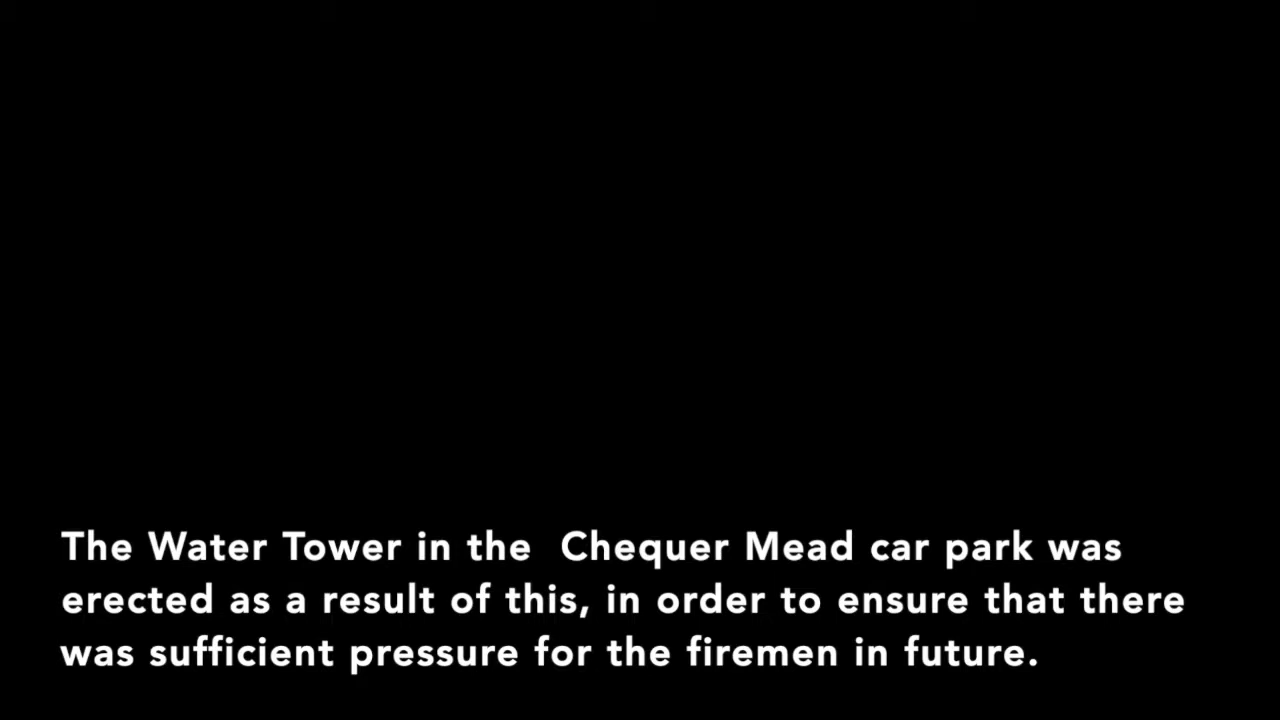 The Water Tower in the  Chequer Mead car park was
erected as a result of this, in order to ensure that there
was sufficient pressure for the firemen in future.